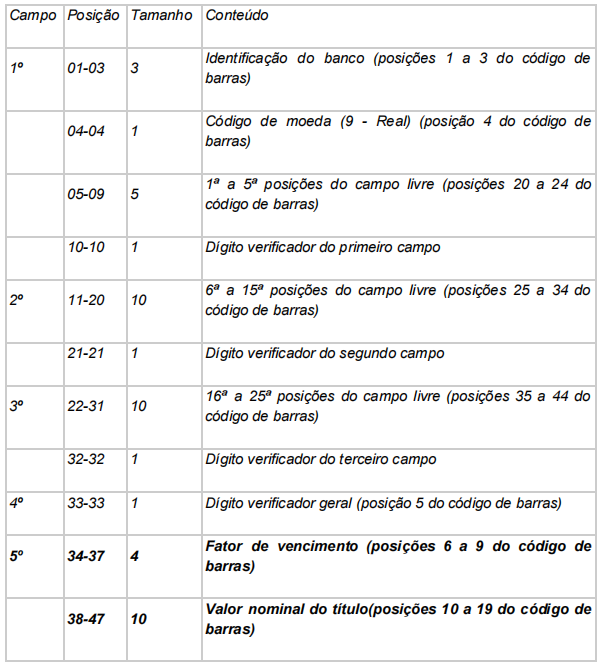 Campo Posição Tamanho Conteúdo
1º 01-03 3 Identificação do banco (posições 1 a 3 do código de
barras)
04-04 1 Código de moeda (9 - Real) (posição 4 do código de
barras)
05-09 5 1ª a 5ª posições do campo livre (posições 20 a 24 do
código de barras)
10-10 1 Dígito verificador do primeiro campo
2º 11-20 10 6ª a 15ª posições do campo livre (posições 25 a 34 do
código de barras)
21-21 1 Dígito verificador do segundo campo
3º 22-31 10 16ª a 25ª posições do campo livre (posições 35 a 44 do
código de barras)
32-32 1 Dígito verificador do terceiro campo
4º 33-33 1 Dígito verificador geral (posição 5 do código de barras)
5º 34-37 4 Fator de vencimento (posições 6 a 9 do código de
barras)
38-47 10 Valor nominal do título(posições 10 a 19 do código de
barras)